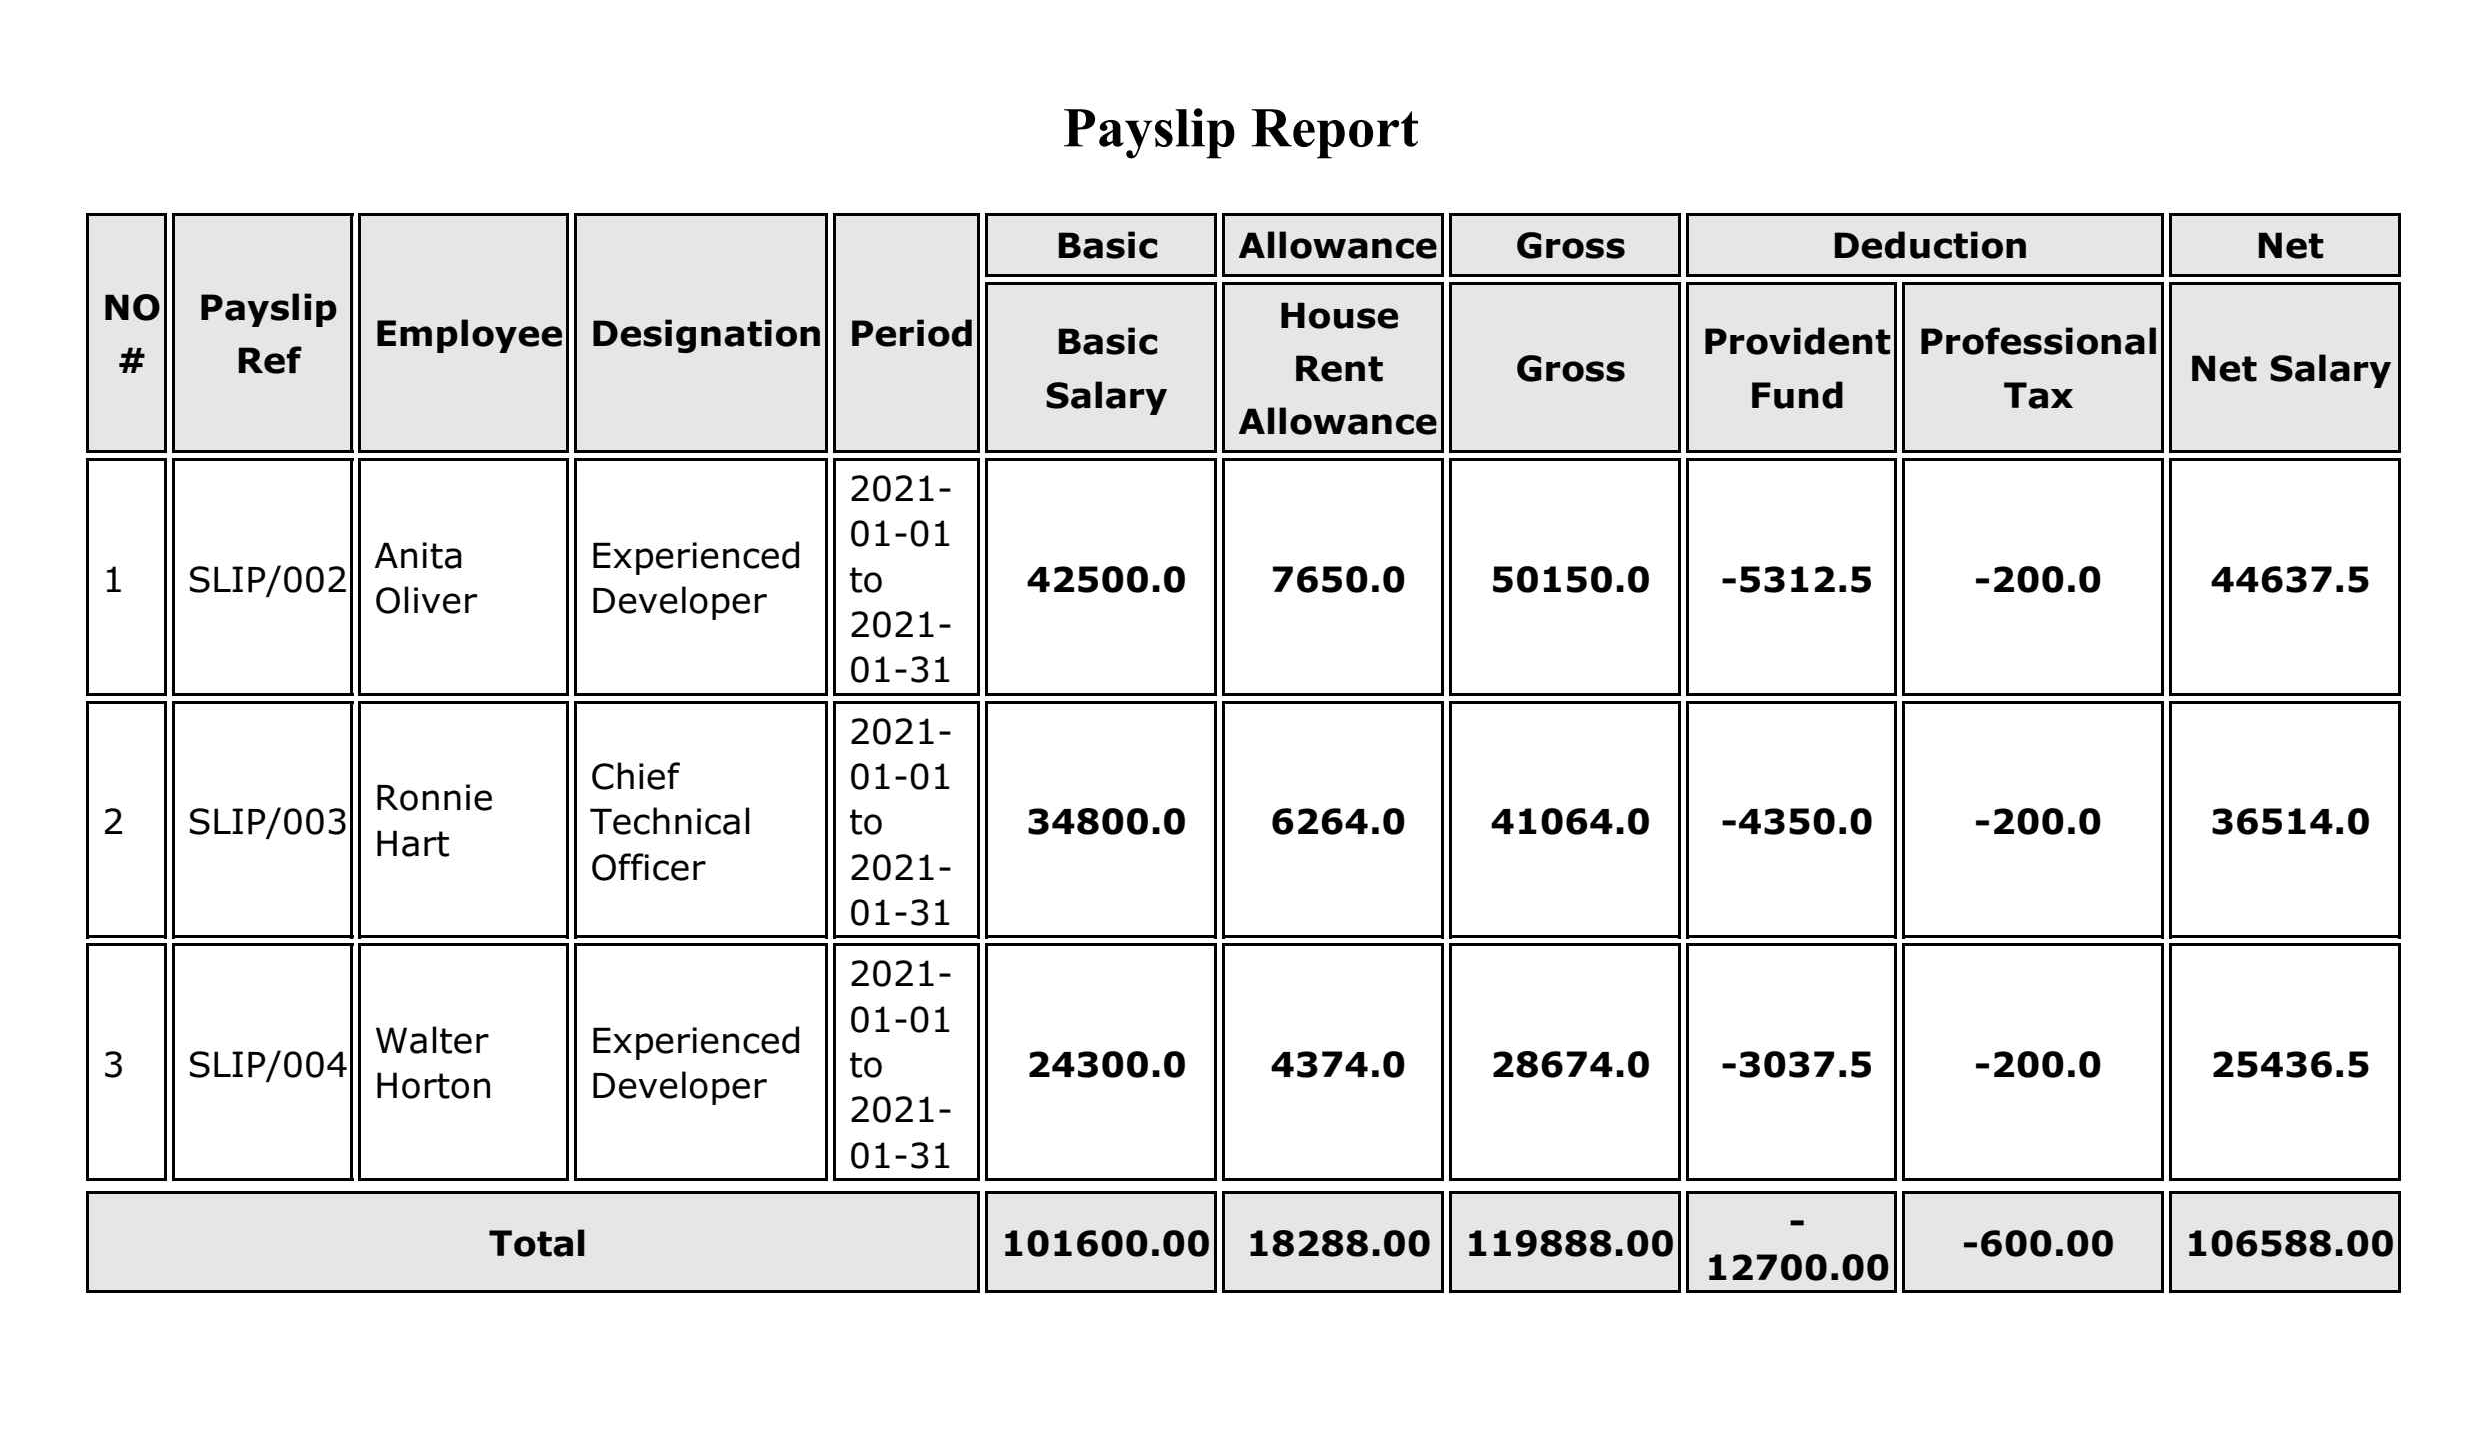 Payslip Report
NO
#
Payslip
Ref
Employee
Designation
Period
Basic
Allowance
Gross
Deduction
Net
Basic
Salary
House
Rent
Allowance
Gross
Provident
Fund
Professional
Tax
Net Salary
1
SLIP/002
Anita
Oliver
Experienced
Developer
2021-
01-01
to
2021-
01-31
42500.0
7650.0
50150.0
-5312.5
-200.0
44637.5
2
SLIP/003
Ronnie
Hart
Chief
Technical
Officer
2021-
01-01
to
2021-
01-31
34800.0
6264.0
41064.0
-4350.0
-200.0
36514.0
3
SLIP/004
Walter
Horton
Experienced
Developer
2021-
01-01
to
2021-
01-31
24300.0
4374.0
28674.0
-3037.5
-200.0
25436.5
Total
101600.00
18288.00
119888.00
-
12700.00
-600.00
106588.00